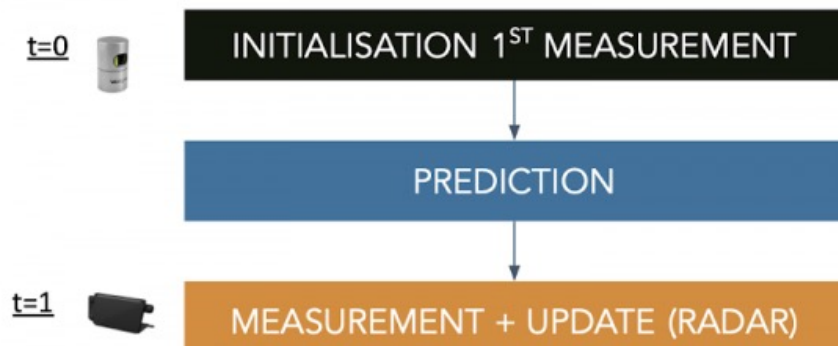 t=0
INITIALISATION 1ST MEASUREMENT
PREDICTION
t=1
MEASUREMENT + UPDATE (RADAR)